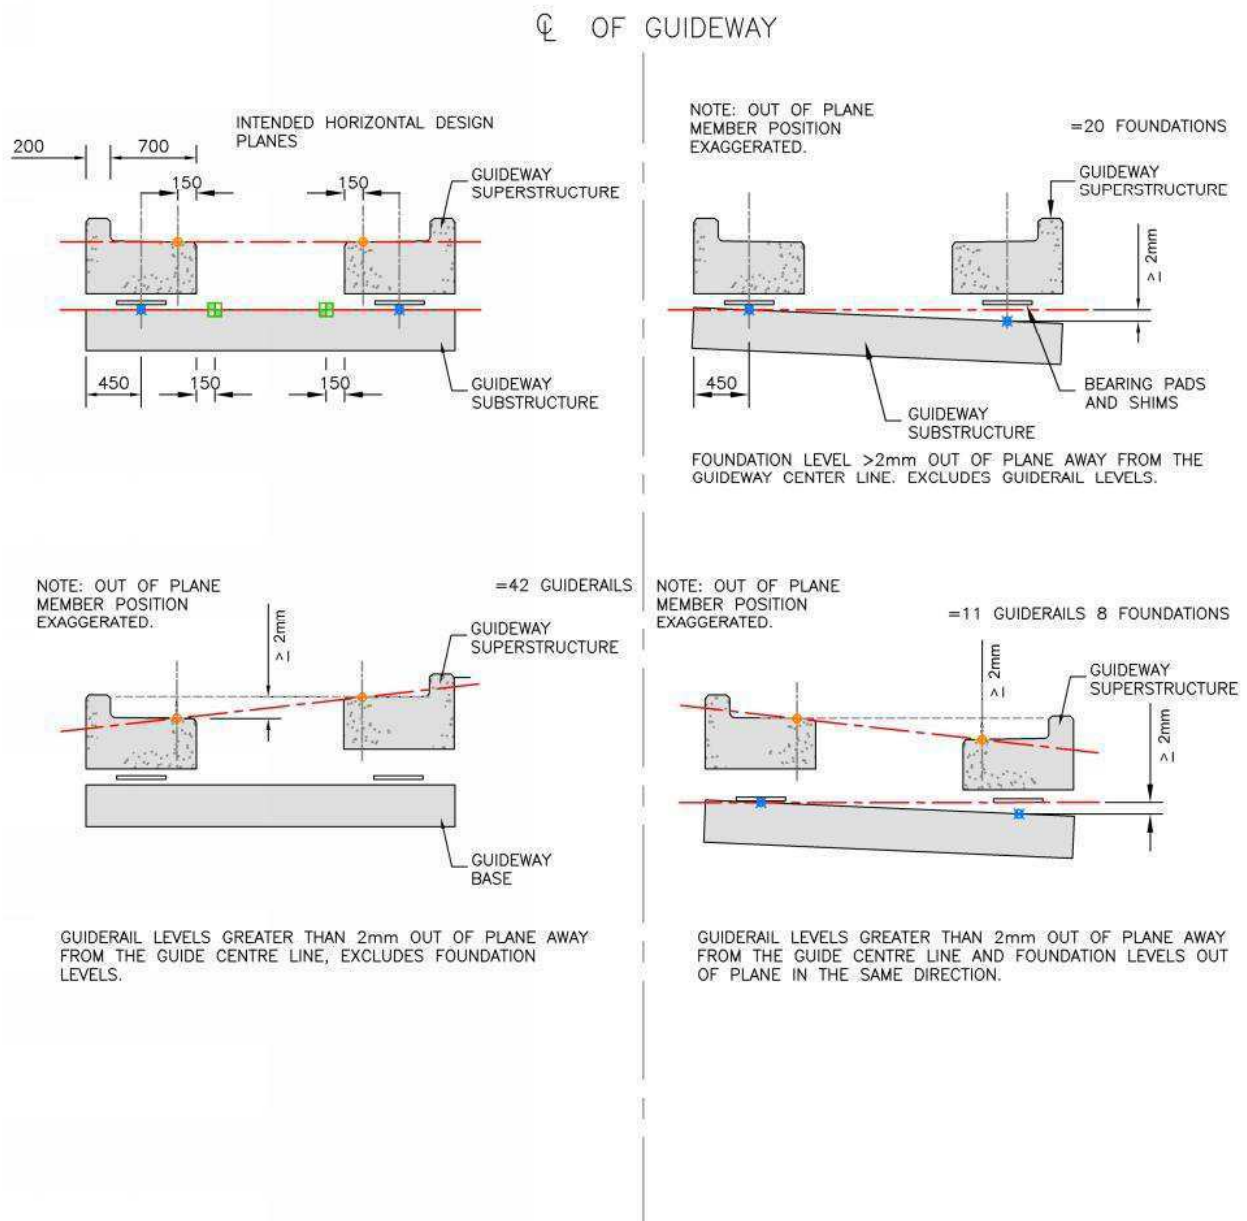 ℄ OF GUIDEWAY
INTENDED HORIZONTAL DESIGN
PLANES
200
700
150
150
GUIDEWAY
SUPERSTRUCTURE
450
150
150
GUIDEWAY
SUBSTRUCTURE
NOTE: OUT OF PLANE
MEMBER POSITION
EXAGGERATED.
=20 FOUNDATIONS
GUIDEWAY
SUPERSTRUCTURE
≥ 2mm
450
BEARING PADS
AND SHIMS
GUIDEWAY
SUBSTRUCTURE
FOUNDATION LEVEL >2mm OUT OF PLANE AWAY FROM THE
GUIDEWAY CENTER LINE. EXCLUDES GUIDERAIL LEVELS.
NOTE: OUT OF PLANE
MEMBER POSITION
EXAGGERATED.
=42 GUIDERAILS
≥ 2mm
GUIDEWAY
SUPERSTRUCTURE
GUIDEWAY
BASE
GUIDERAIL LEVELS GREATER THAN 2mm OUT OF PLANE AWAY
FROM THE GUIDE CENTRE LINE, EXCLUDES FOUNDATION
LEVELS.
NOTE: OUT OF PLANE
MEMBER POSITION
EXAGGERATED.
=11 GUIDERAILS 8 FOUNDATIONS
≥ 2mm
GUIDEWAY
SUPERSTRUCTURE
≥ 2mm
GUIDERAIL LEVELS GREATER THAN 2mm OUT OF PLANE AWAY
FROM THE GUIDE CENTRE LINE AND FOUNDATION LEVELS OUT
OF PLANE IN THE SAME DIRECTION.